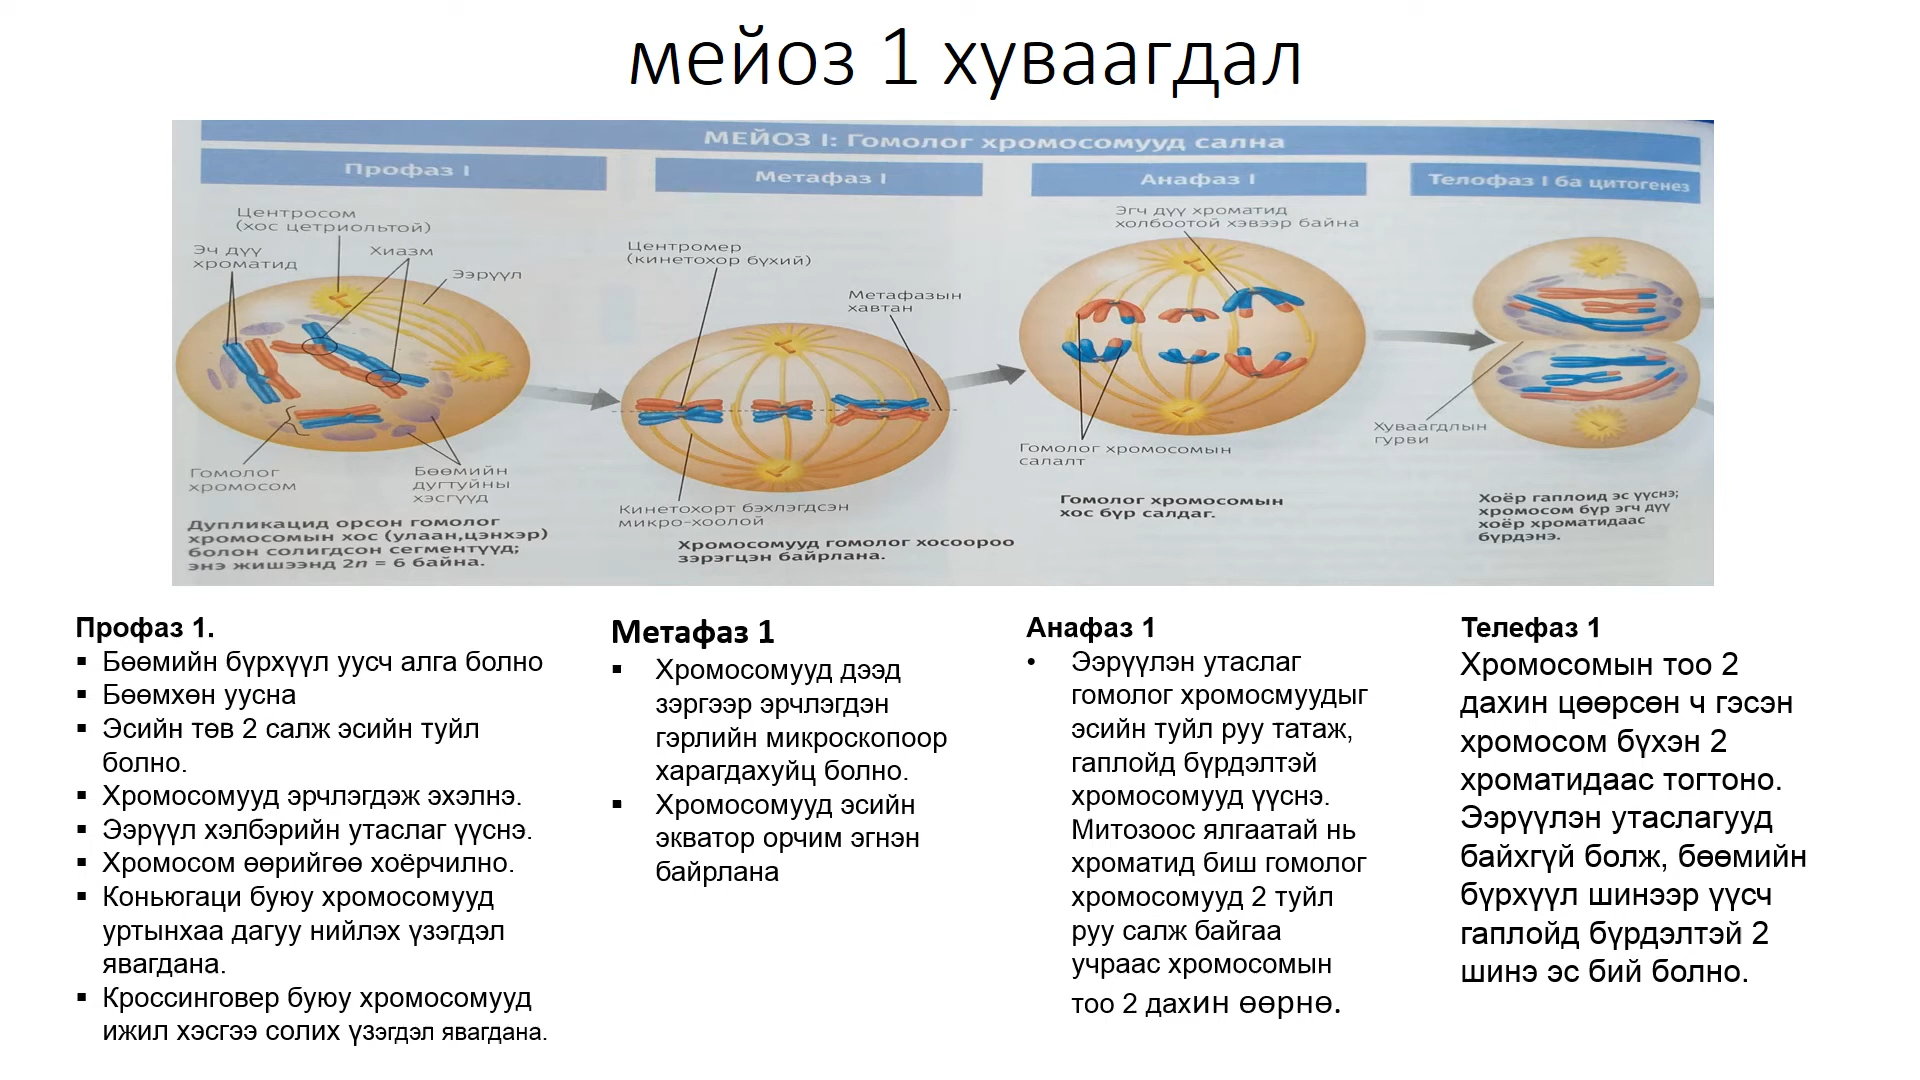 мейоз 1 хуваагдал
МЕЙОЗ I: Гомолог хромосомууд сална
Профаз I
Метафаз I
Анафаз I
Телофаз I ба цитогенез
Центросом
(хос цетриольтой)
Эч дүү
хроматид
Хиазм
Ээрүүл
Гомолог
хромосом
Бөөмийн
дугтуйны
хэсгүүд
Дупликацид орсон гомолог
хромосомын хос (улаан,цэнхэр)
болон солигдсон сегментүүд;
энэ жишээнд 2n = 6 байна.
Центромер
(кинетохор бүхий)
Метафазын
хавтан
Кинетохорт бэхлэгдсэн
микро-хоолой
Хромосомууд гомолог хосоороо
зэрэгцэн байрлана.
Эгч дүү хроматид
холбоотой хэвээр байна
Гомолог хромосомын
салалт
Гомолог хромосомын
хос бүр салдаг.
Хуваагдлын
гурви
Хоёр гаплоид эс үүснэ;
хромосом бүр эгч дүү
хоёр хроматидаас
бүрдэнэ.
Профаз 1.
▪ Бөөмийн бүрхүүл уусч алга болно
▪ Бөөмхөн уусна
▪ Эсийн төв 2 салж эсийн туйл
болно.
▪ Хромосомууд эрчлэгдэж эхэлнэ.
▪ Ээрүүл хэлбэрийн утаслаг үүснэ.
▪ Хромосом өөрийгөө хоёрчилно.
▪ Коньюгаци буюу хромосомууд
уртынхаа дагуу нийлэх үзэгдэл
явагдана.
▪ Кроссинговер буюу хромосомууд
ижил хэсгээ солих үзэгдэл явагдана.
Метафаз 1
▪ Хромосомууд дээд
зэргээр эрчлэгдэн
гэрлийн микроскопоор
харагдахуйц болно.
▪ Хромосомууд эсийн
экватор орчим эгнэн
байрлана
Анафаз 1
• Ээрүүлэн утаслаг
гомолог хромосмуудыг
эсийн туйл руу татаж,
гаплойд бүрдэлтэй
хромосомууд үүснэ.
Митозоос ялгаатай нь
хроматид биш гомолог
хромосомууд 2 туйл
руу салж байгаа
учраас хромосомын
тоо 2 дахин өөрнө.
Телефаз 1
Хромосомын тоо 2
дахин цөөрсөн ч гэсэн
хромосом бүхэн 2
хроматидаас тогтоно.
Ээрүүлэн утаслагууд
байхгүй болж, бөөмийн
бүрхүүл шинээр үүсч
гаплойд бүрдэлтэй 2
шинэ эс бий болно.